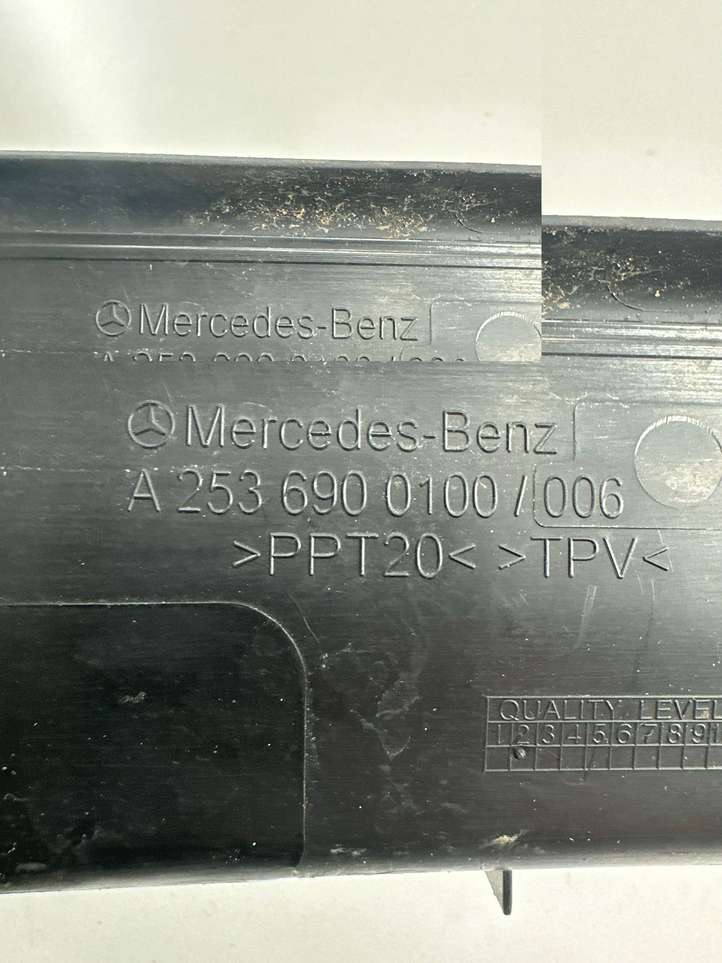 Mercedes-Benz
Mercedes-Benz
A 253 690 0100/006
>PPT20< >TPV<
QUALITY LEVEL
1 2 3 4 5 6 7 8 9 1